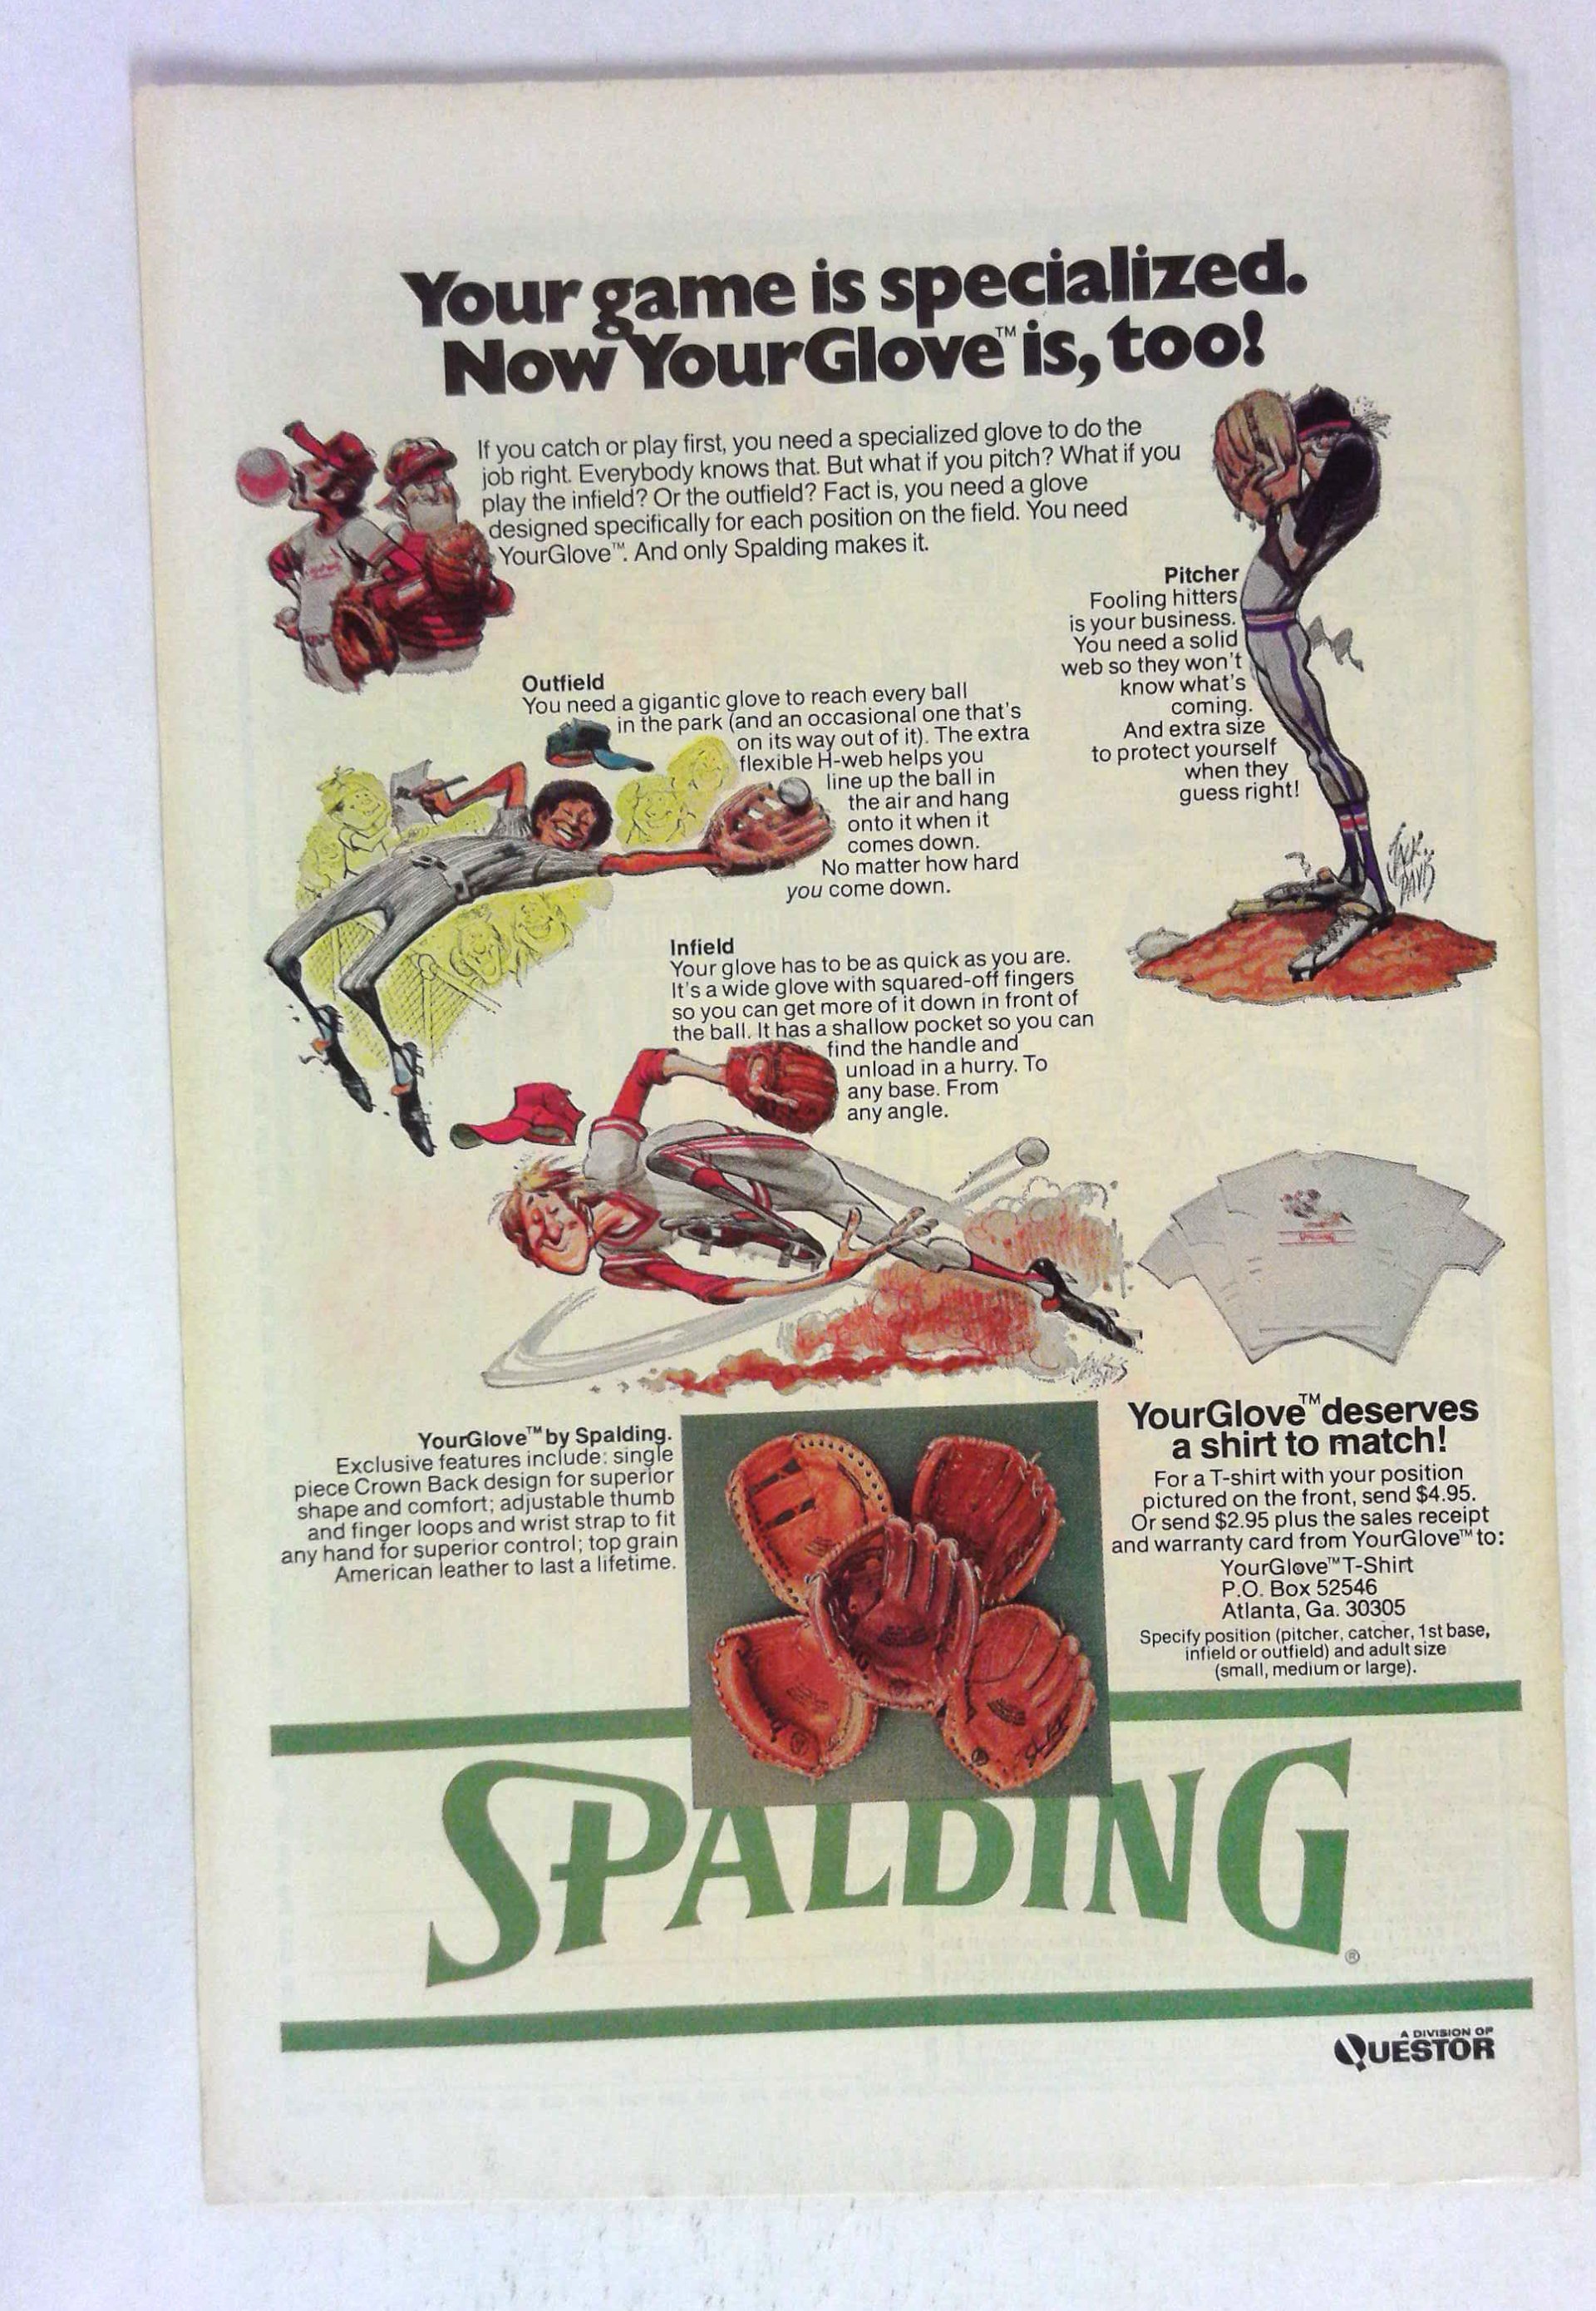 Your game is specialized.
Now YourGlove™ is, too!
If you catch or play first, you need a specialized glove to do the
job right. Everybody knows that. But what if you pitch? What if you
play the infield? Or the outfield? Fact is, you need a glove
designed specifically for each position on the field. You need
YourGlove™. And only Spalding makes it.
Pitcher
Fooling hitters
is your business.
You need a solid
web so they won't
know what's
coming.
And extra size
to protect yourself
when they
guess right!
Outfield
You need a gigantic glove to reach every ball
in the park (and an occasional one that's
on its way out of it). The extra
flexible H-web helps you
line up the ball in
the air and hang
onto it when it
comes down.
No matter how hard
you come down.
JACK
DAVIS
Infield
Your glove has to be as quick as you are.
It's a wide glove with squared-off fingers
so you can get more of it down in front of
the ball. It has a shallow pocket so you can
find the handle and
unload in a hurry. To
any base. From
any angle.
YourGlove™ by Spalding.
Exclusive features include: single
piece Crown Back design for superior
shape and comfort; adjustable thumb
and finger loops and wrist strap to fit
any hand for superior control; top grain
American leather to last a lifetime.
YourGlove™ deserves
a shirt to match!
For a T-shirt with your position
pictured on the front, send $4.95.
Or send $2.95 plus the sales receipt
and warranty card from YourGlove™ to:
YourGlove™ T-Shirt
P.O. Box 52546
Atlanta, Ga. 30305
Specify position (pitcher, catcher, 1st base,
infield or outfield) and adult size
(small, medium or large).
SPALDING®
A DIVISION OF
QUESTOR